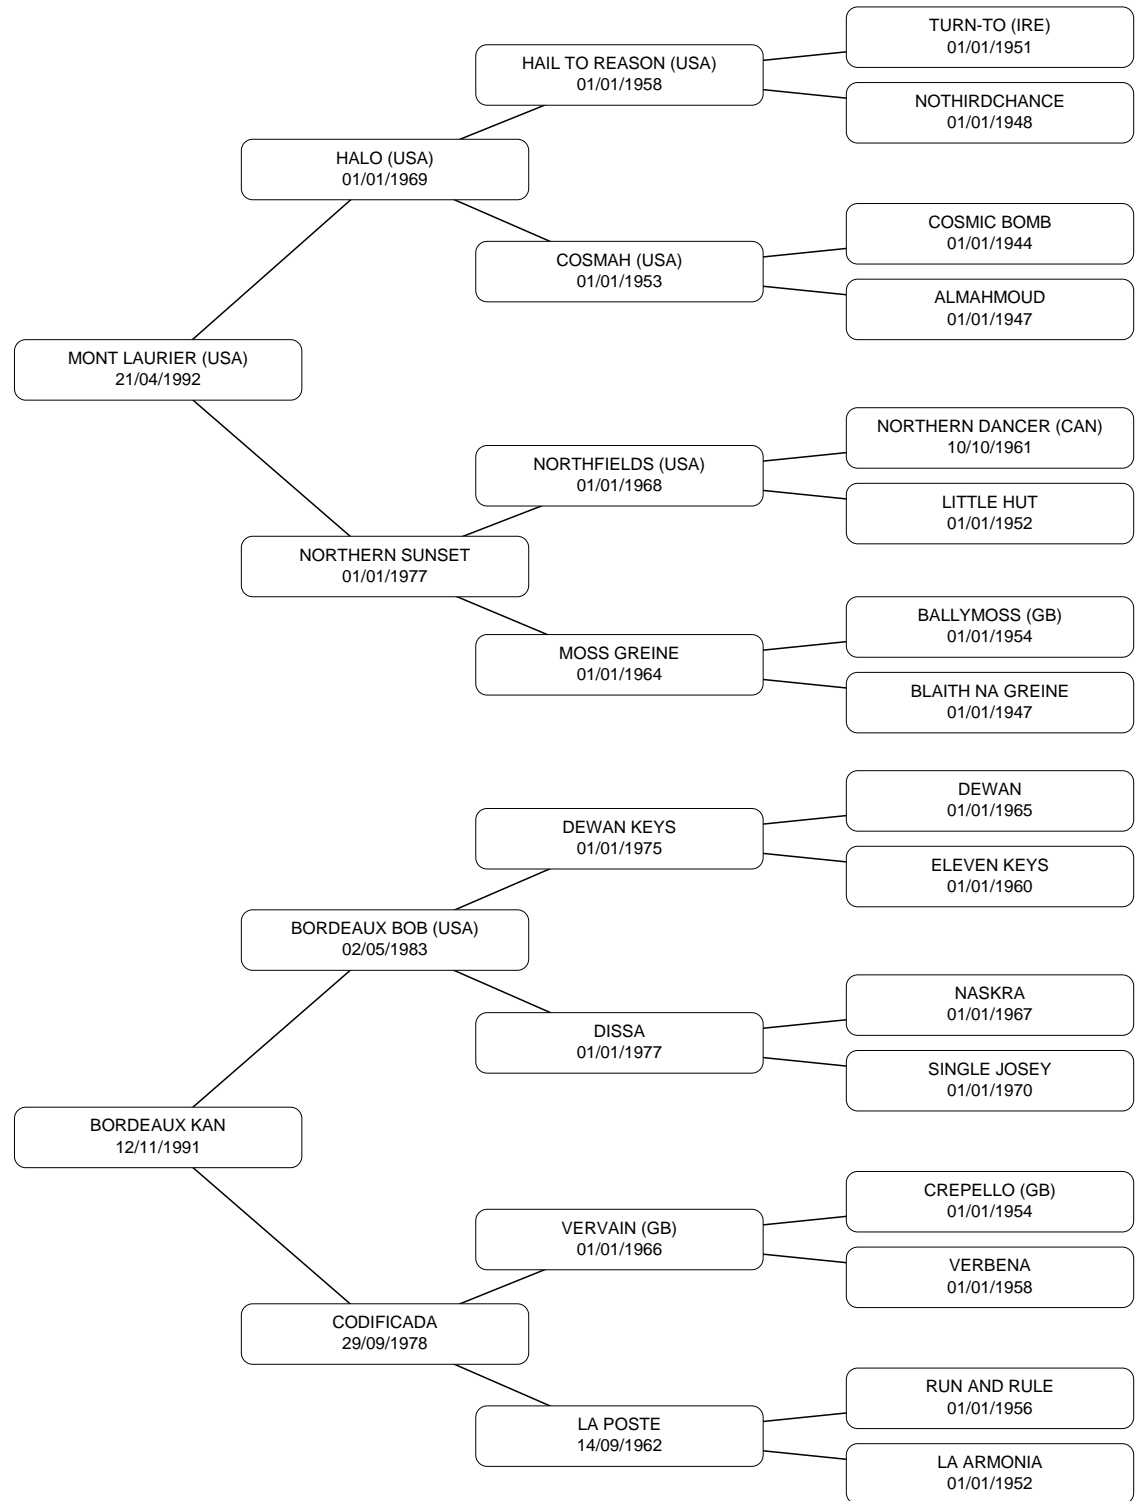 TURN-TO (IRE)
01/01/1951
HAIL TO REASON (USA)
01/01/1958
NOTHIRDCHANCE
01/01/1948
HALO (USA)
01/01/1969
COSMIC BOMB
01/01/1944
COSMAH (USA)
01/01/1953
ALMAHMOUD
01/01/1947
MONT LAURIER (USA)
21/04/1992
NORTHERN DANCER (CAN)
10/10/1961
NORTHFIELDS (USA)
01/01/1968
LITTLE HUT
01/01/1952
NORTHERN SUNSET
01/01/1977
BALLYMOSS (GB)
01/01/1954
MOSS GREINE
01/01/1964
BLAITH NA GREINE
01/01/1947
DEWAN
01/01/1965
DEWAN KEYS
01/01/1975
ELEVEN KEYS
01/01/1960
BORDEAUX BOB (USA)
02/05/1983
NASKRA
01/01/1967
DISSA
01/01/1977
SINGLE JOSEY
01/01/1970
BORDEAUX KAN
12/11/1991
CREPELLO (GB)
01/01/1954
VERVAIN (GB)
01/01/1966
VERBENA
01/01/1958
CODIFICADA
29/09/1978
RUN AND RULE
01/01/1956
LA POSTE
14/09/1962
LA ARMONIA
01/01/1952